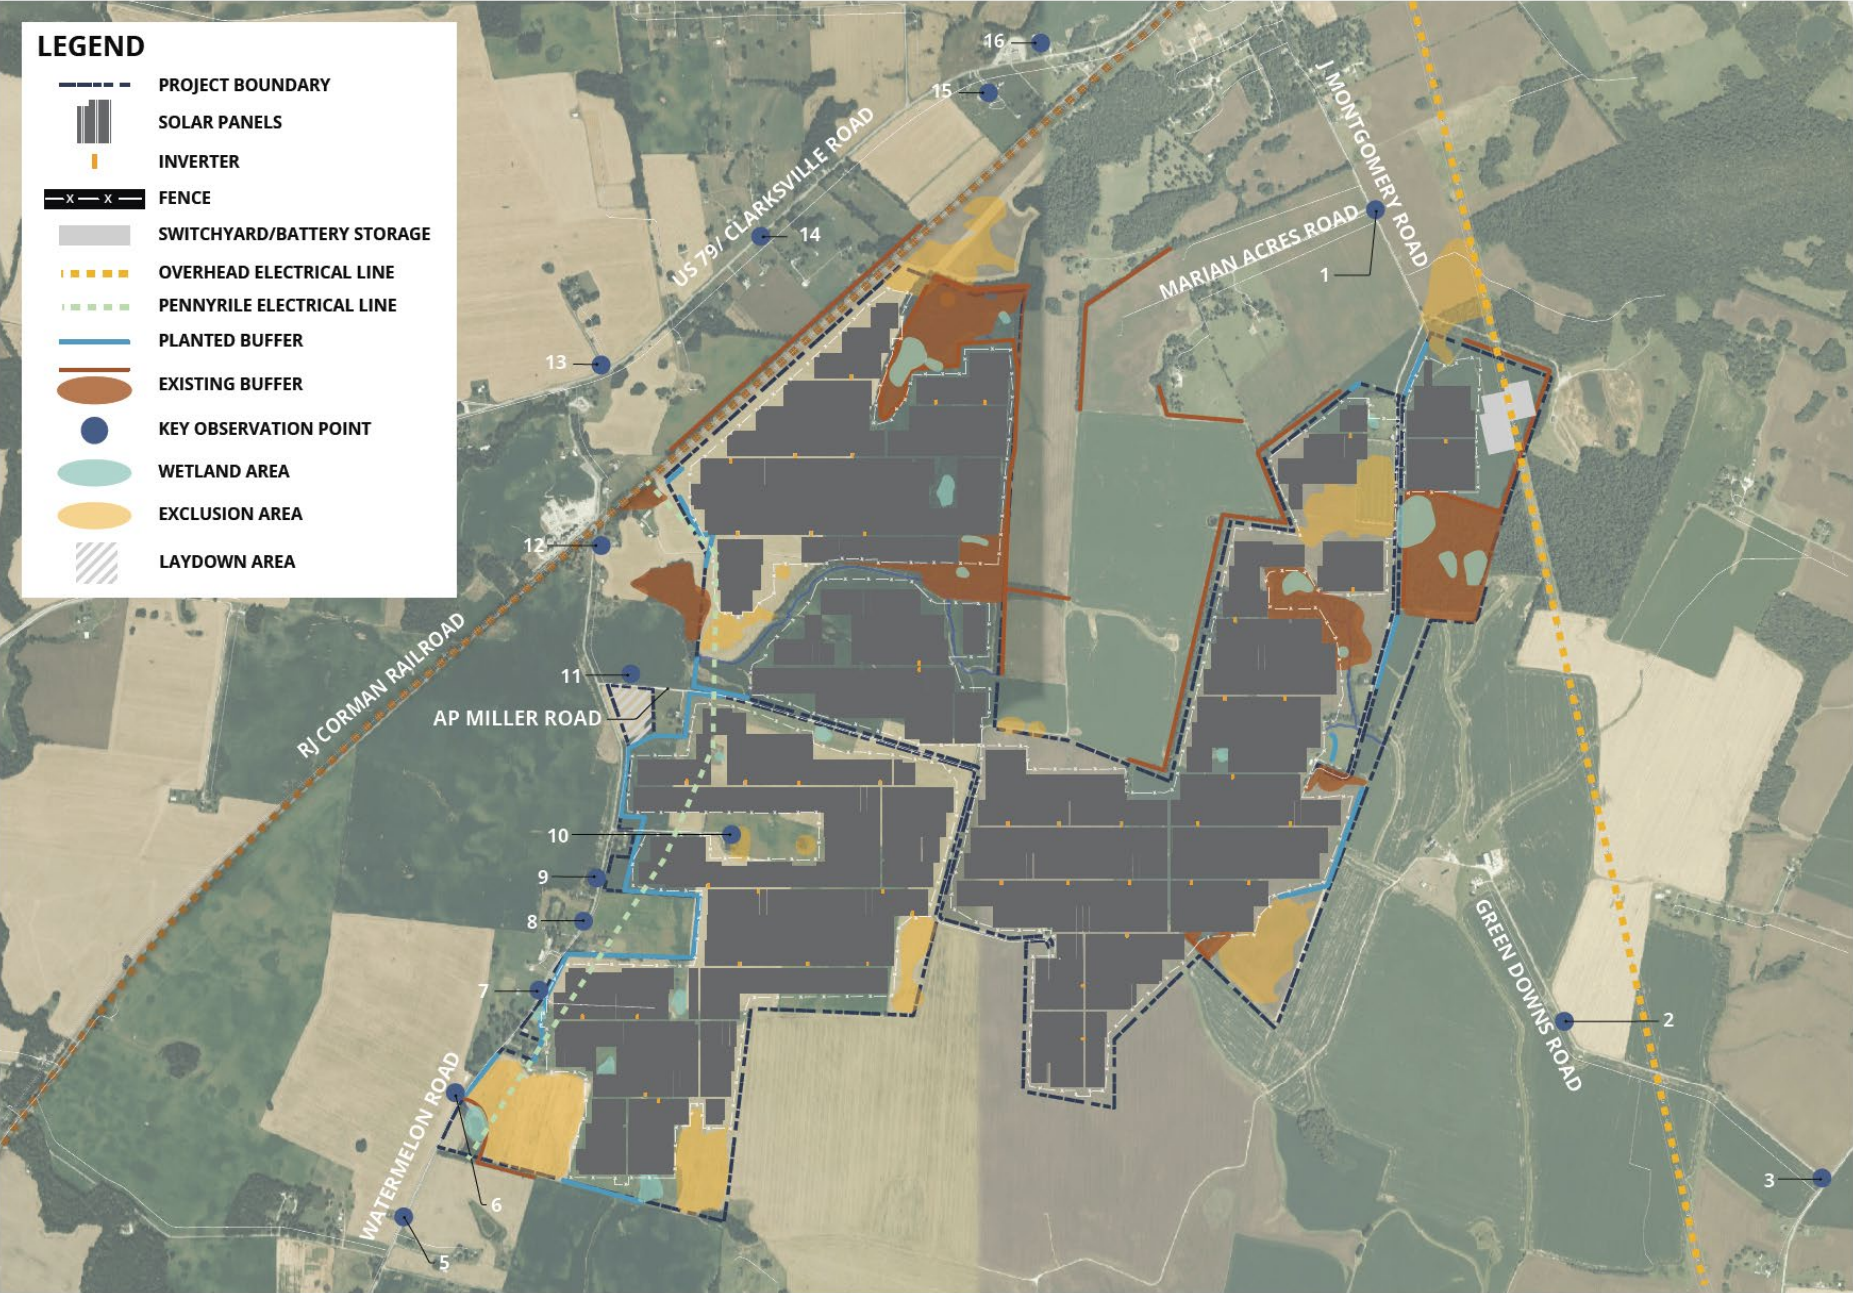 LEGEND
PROJECT BOUNDARY
SOLAR PANELS
INVERTER
X X
FENCE
SWITCHYARD/BATTERY STORAGE
OVERHEAD ELECTRICAL LINE
PENNYRILE ELECTRICAL LINE
PLANTED BUFFER
EXISTING BUFFER
KEY OBSERVATION POINT
WETLAND AREA
EXCLUSION AREA
LAYDOWN AREA
16
15
US 79/ CLARKSVILLE ROAD
14
13
J MONTGOMERY ROAD
MARIAN ACRES ROAD
1
12
RJ CORMAN RAILROAD
11
AP MILLER ROAD
10
9
8
7
GREEN DOWNS ROAD
2
WATERMELON ROAD
3
6
5